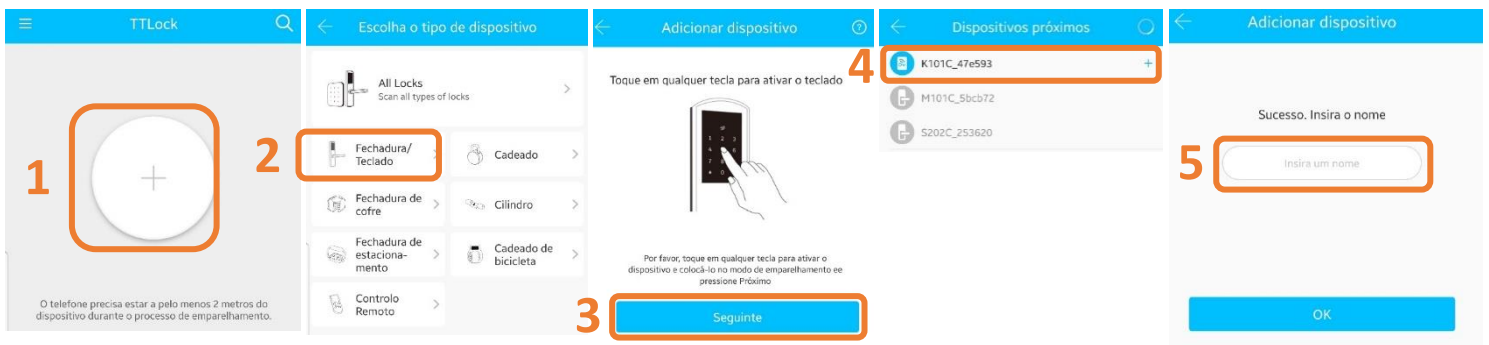 TTLock
1
O telefone precisa estar a pelo menos 2 metros do
dispositivo durante o processo de emparelhamento.
Escolha o tipo de dispositivo
All Locks
Scan all types of locks
2
Fechadura/
Teclado
Cadeado
Fechadura de
cofre
Cilindro
Fechadura de
estaciona-
mento
Cadeado de
bicicleta
Controlo
Remoto
Adicionar dispositivo
Toque em qualquer tecla para ativar o teclado
Por favor, toque em qualquer tecla para ativar o
dispositivo e colocá-lo no modo de emparelhamento ee
pressione Próximo
3
Seguinte
Dispositivos próximos
4
K101C_47e593
M101C_5bcb72
S202C_253620
Adicionar dispositivo
Sucesso. Insira o nome
5
Insira um nome
OK